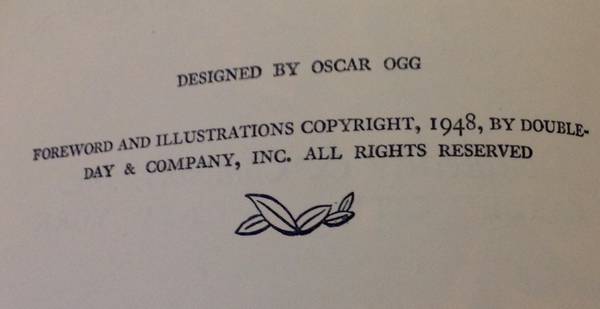 DESIGNED BY OSCAR OGG
FOREWORD AND ILLUSTRATIONS COPYRIGHT, 1948, BY DOUBLE-
DAY & COMPANY, INC. ALL RIGHTS RESERVED